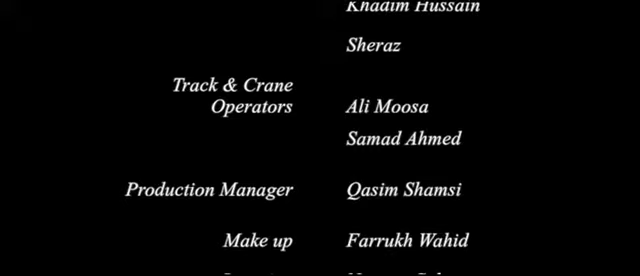 Khadim Hussain
Sheraz
Track & Crane
Operators Ali Moosa
Samad Ahmed
Production Manager Qasim Shamsi
Make up Farrukh Wahid